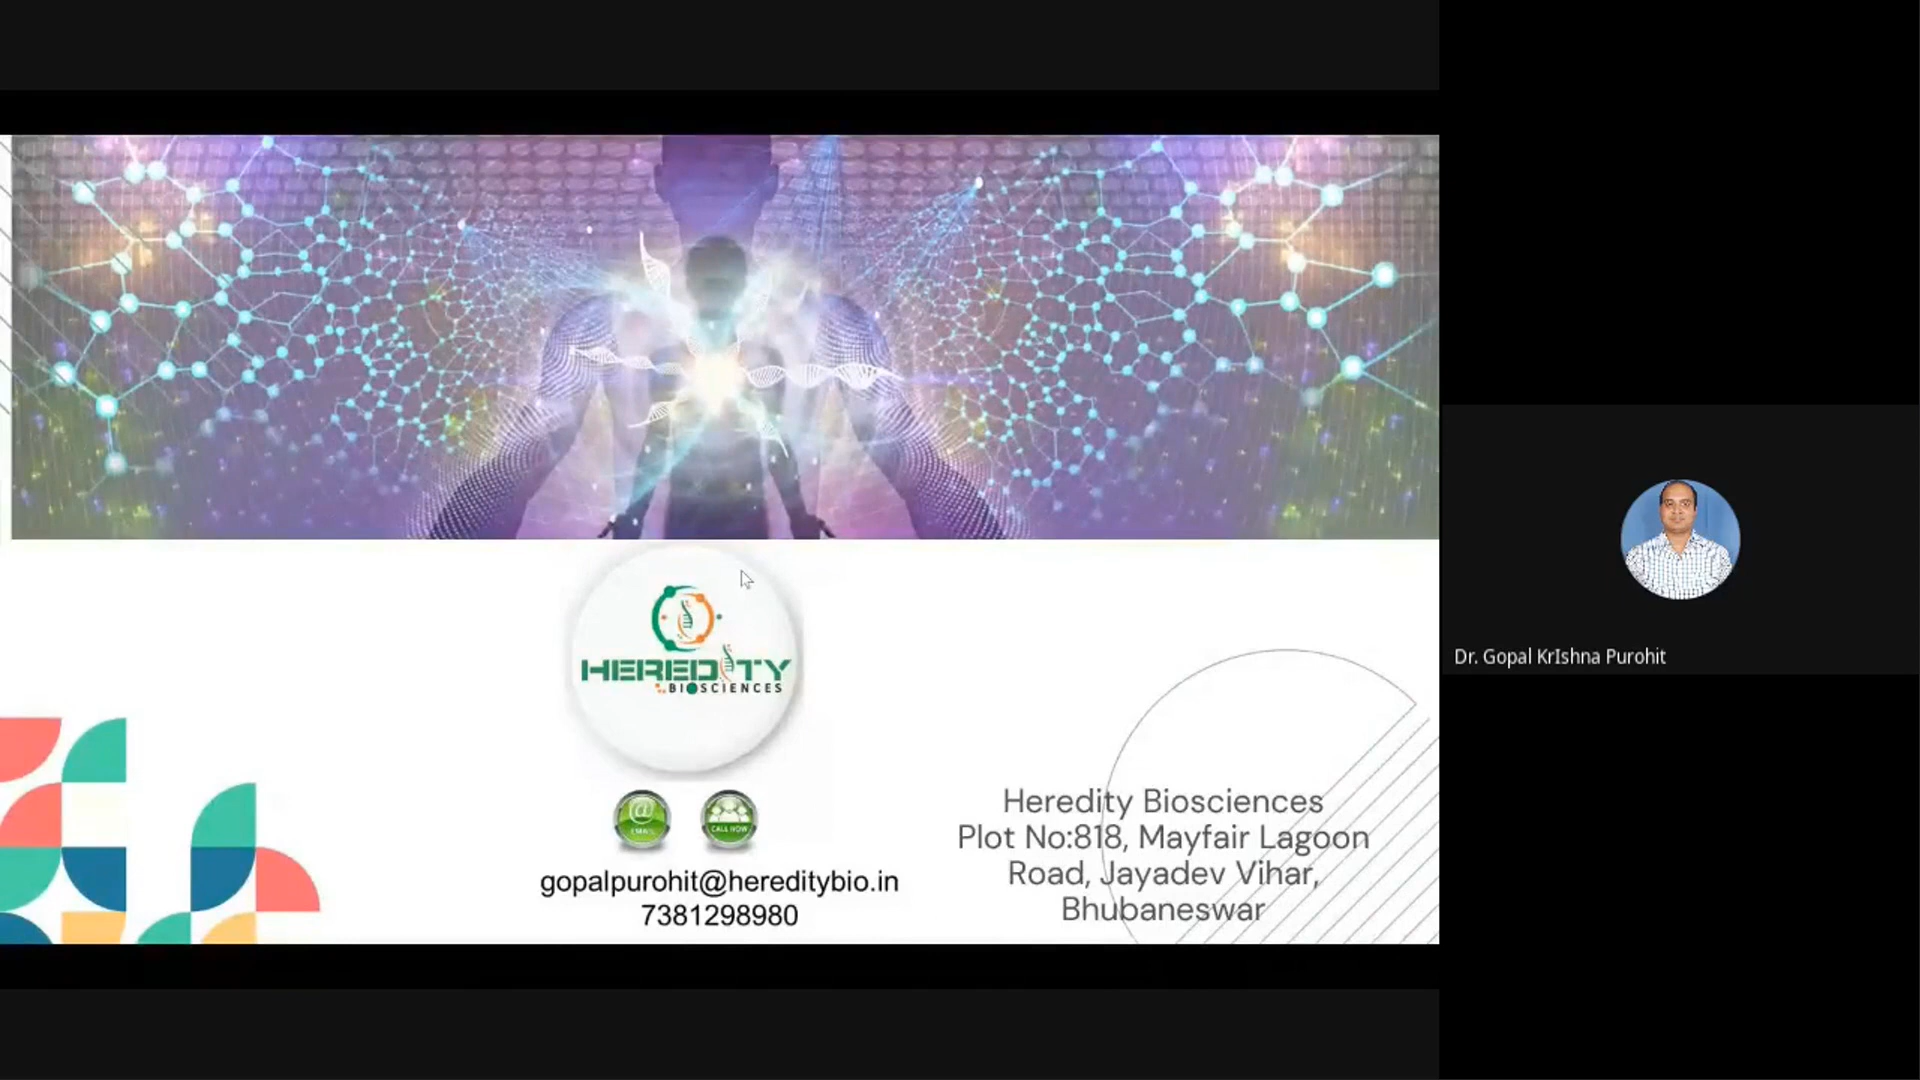 HEREDITY
BIOSCIENCES
@
EMAIL
CALL NOW
gopalpurohit@hereditybio.in
7381298980
Heredity Biosciences
Plot No:818, Mayfair Lagoon
Road, Jayadev Vihar,
Bhubaneswar
Dr. Gopal KrIshna Purohit